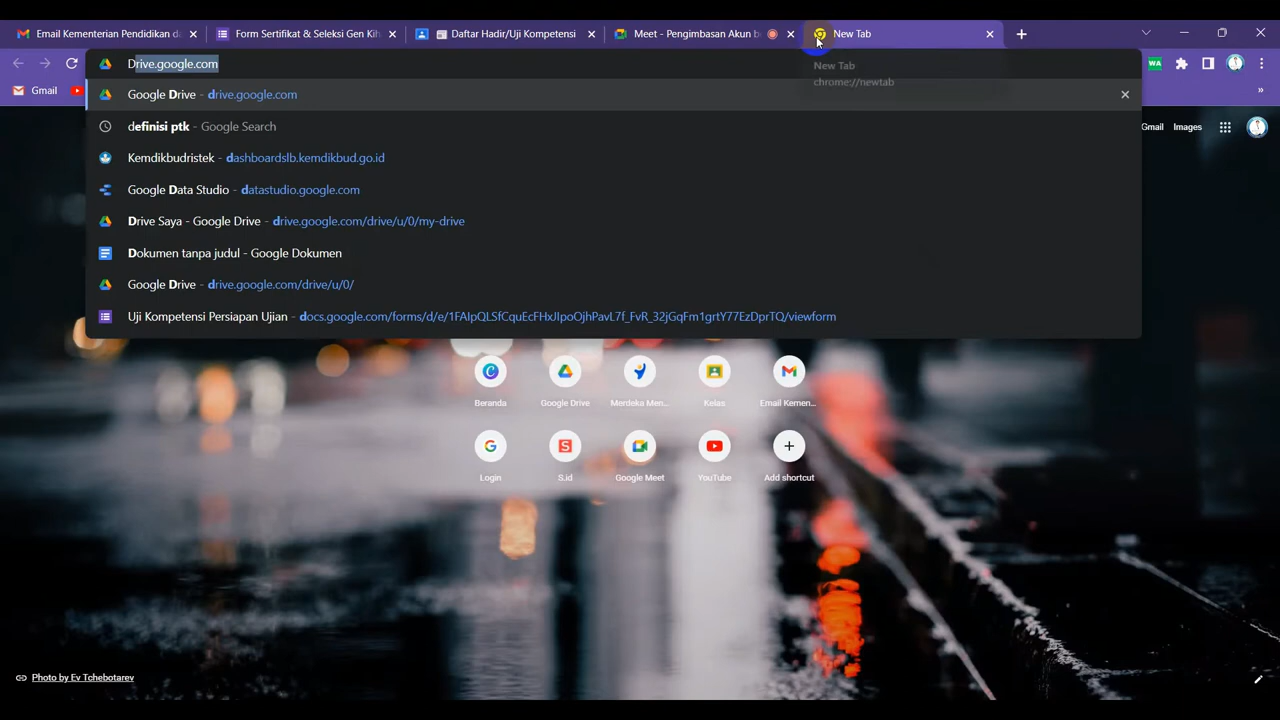 Email Kementerian Pendidikan da
Form Sertifikat & Seleksi Gen Kih
Daftar Hadir/Uji Kompetensi
Meet - Pengimbasan Akun be
New Tab
Drive.google.com
New Tab
chrome://newtab
WA
Gmail
Google Drive - drive.google.com
definisi ptk - Google Search
Gmail
Images
Kemdikbudristek - dashboardslb.kemdikbud.go.id
Google Data Studio - datastudio.google.com
Drive Saya - Google Drive - drive.google.com/drive/u/0/my-drive
Dokumen tanpa judul - Google Dokumen
Google Drive - drive.google.com/drive/u/0/
Uji Kompetensi Persiapan Ujian - docs.google.com/forms/d/e/1FAIpQLSfCquEcFHxJIpoOjhPavL7f_FvR_32jGqFm1grtY77EzDprTQ/viewform
Beranda
Google Drive
Merdeka Men...
Kelas
Email Kemen...
Login
S.id
Google Meet
YouTube
Add shortcut
Photo by Ev Tchebotarev